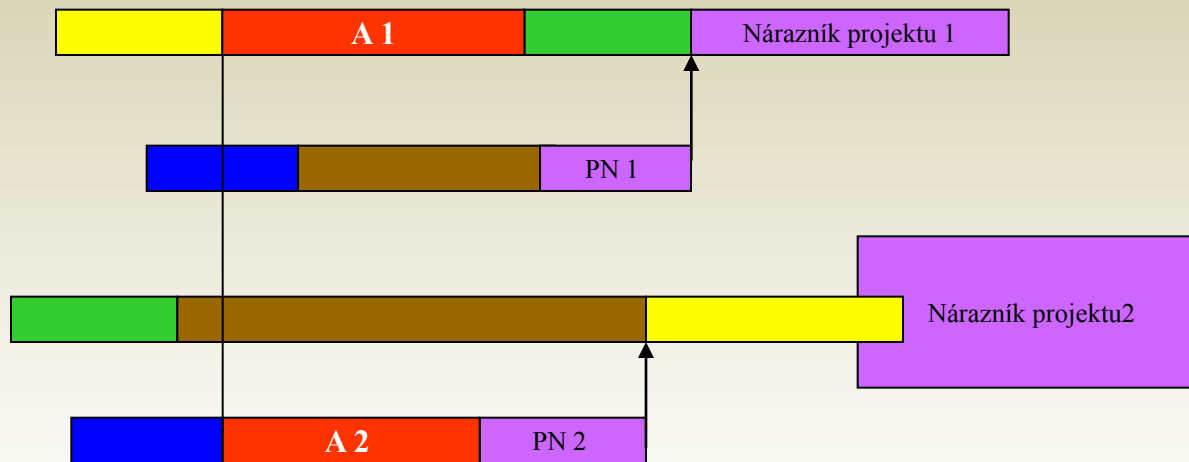 A 1
Nárazník projektu 1
PN 1
Nárazník projektu2
A 2
PN 2